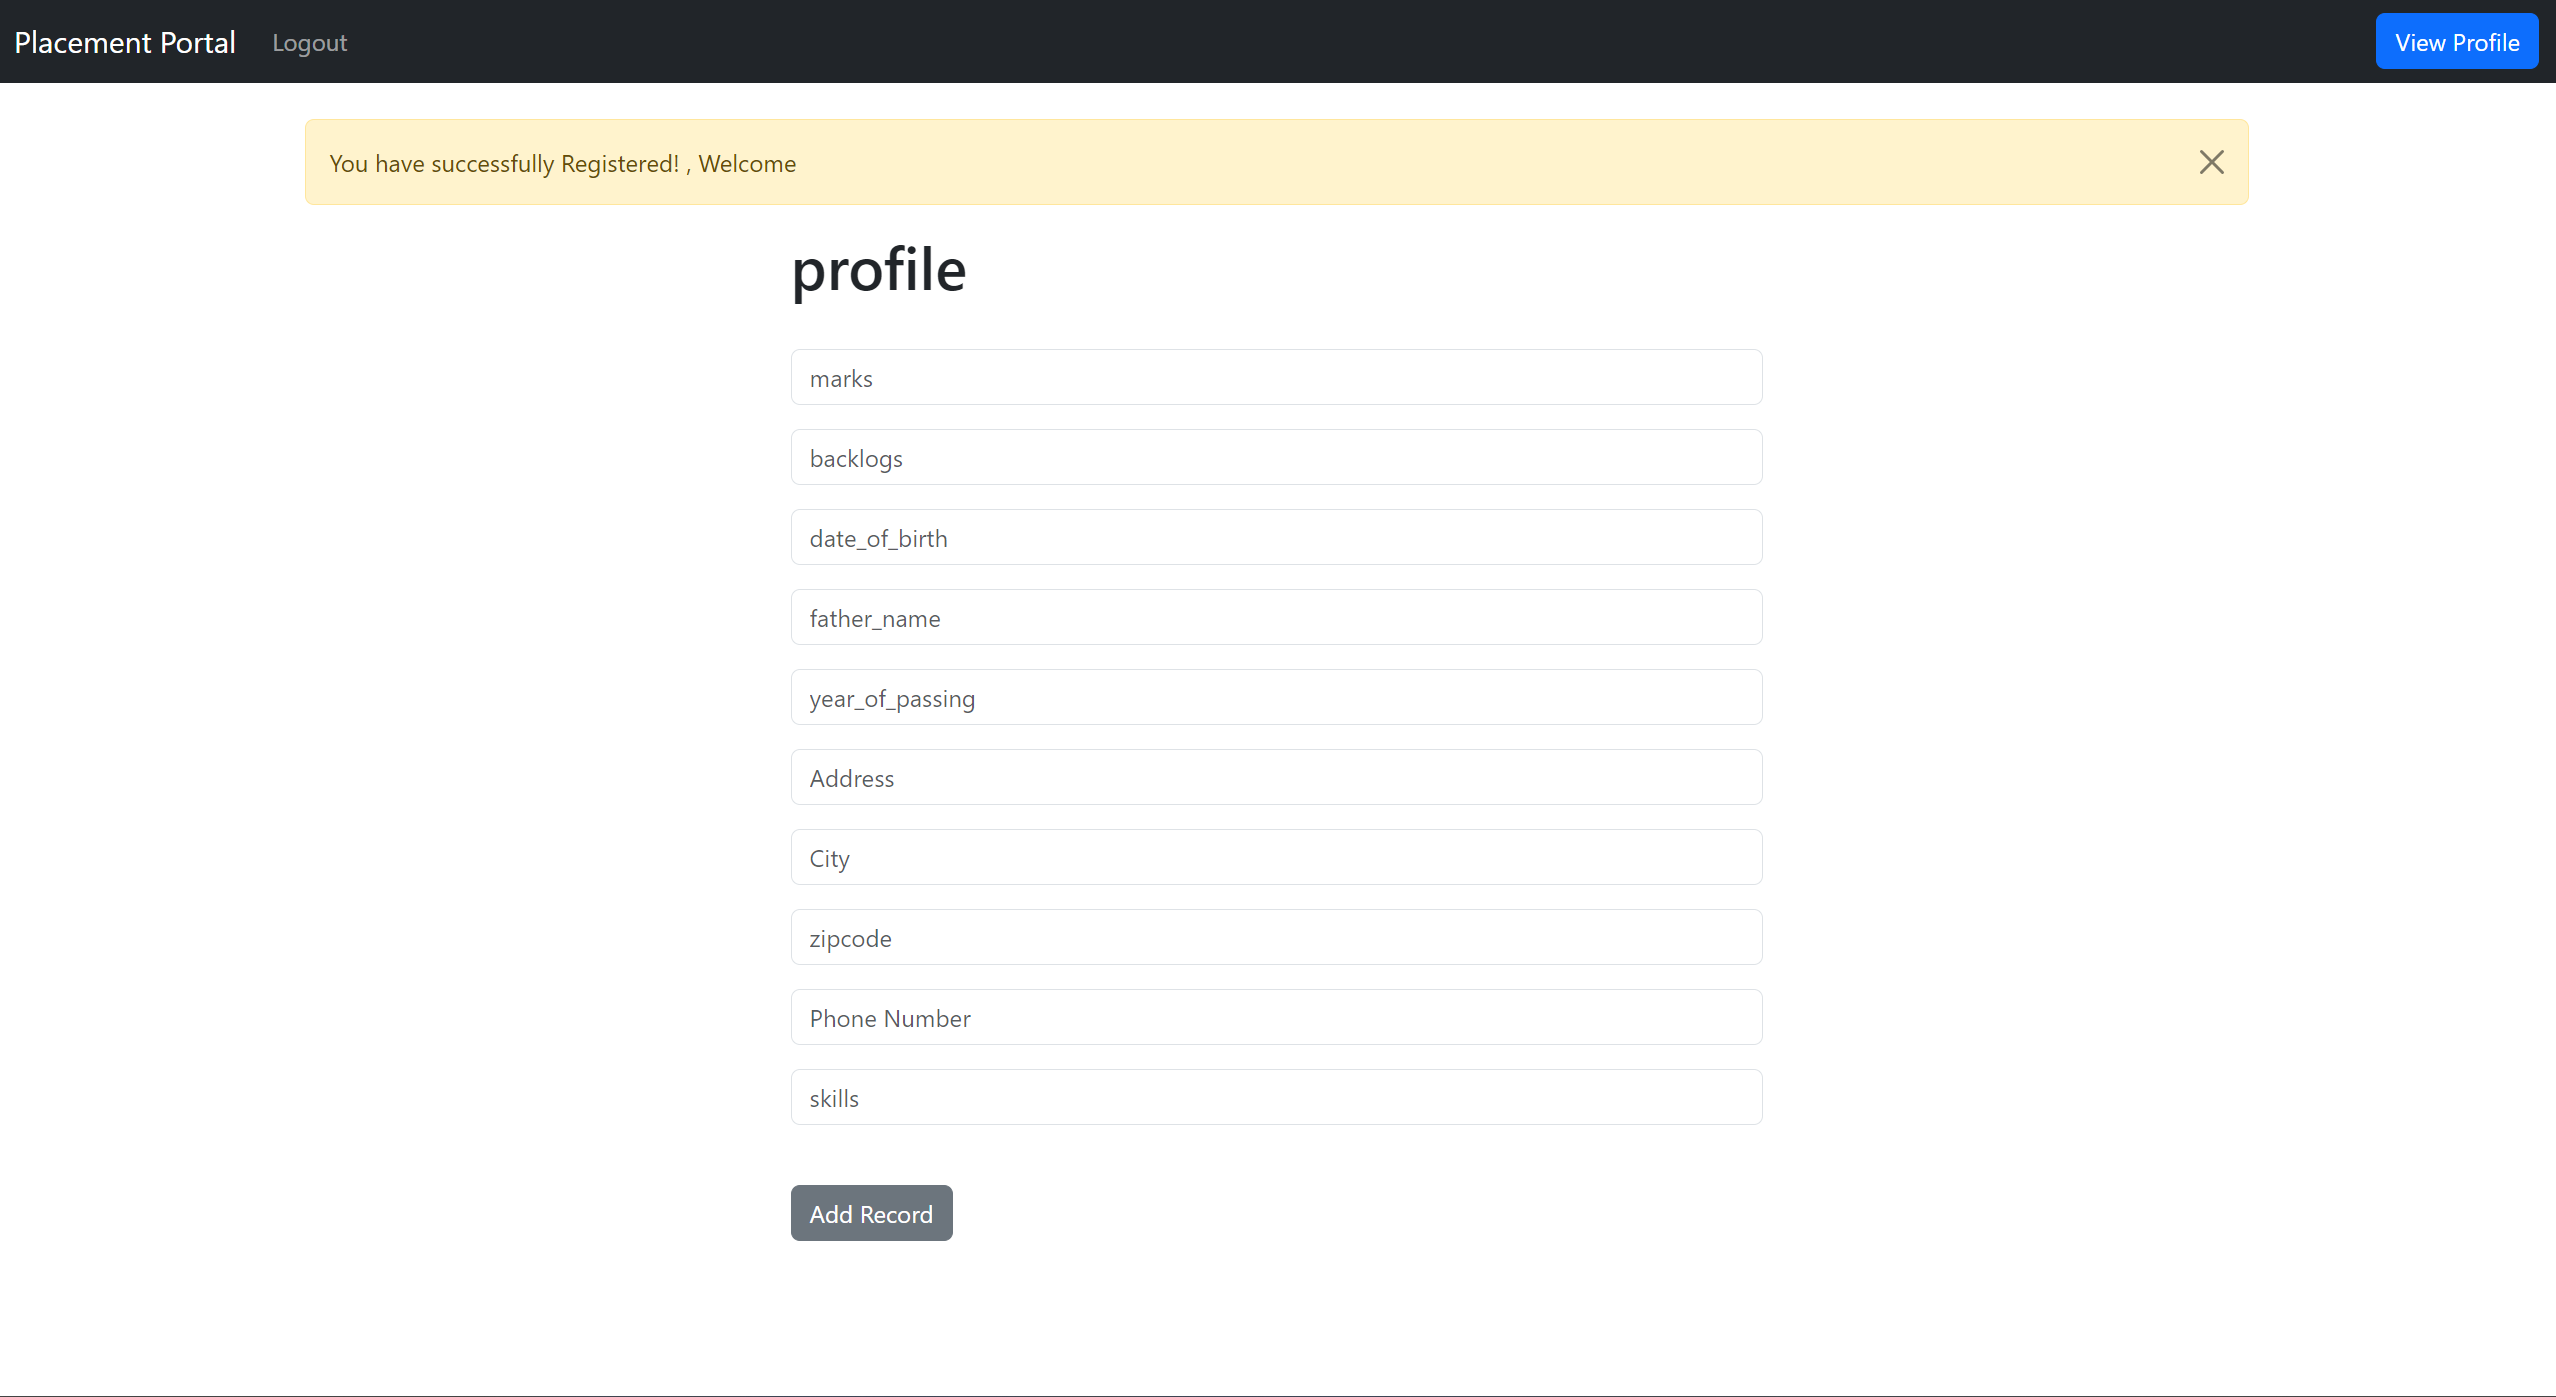 Placement Portal Logout View Profile
You have successfully Registered! , Welcome
profile
marks
backlogs
date_of_birth
father_name
year_of_passing
Address
City
zipcode
Phone Number
skills
Add Record